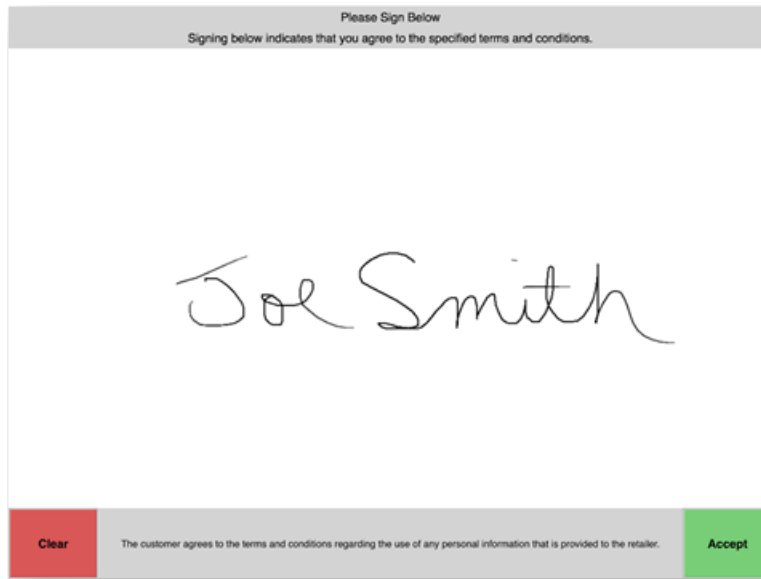 Please Sign Below
Signing below indicates that you agree to the specified terms and conditions.
Joe Smith
Clear
The customer agrees to the terms and conditions regarding the use of any personal information that is provided to the retailer.
Accept